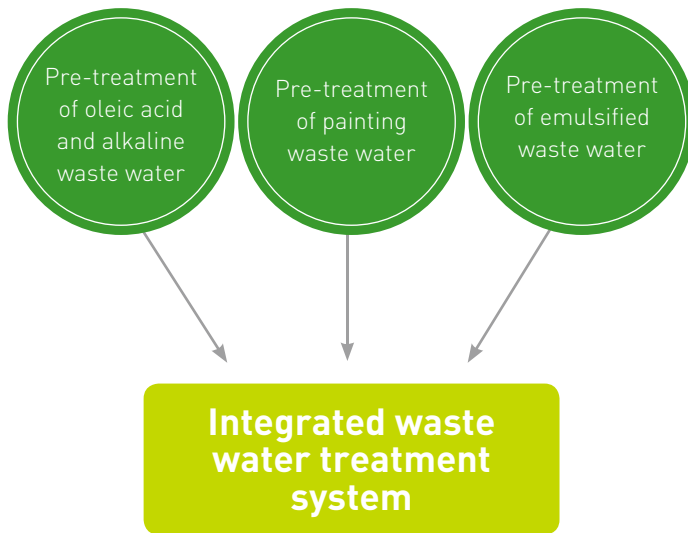 Pre-treatment
of oleic acid
and alkaline
waste water
Pre-treatment
of painting
waste water
Pre-treatment
of emulsified
waste water
Integrated waste
water treatment
system